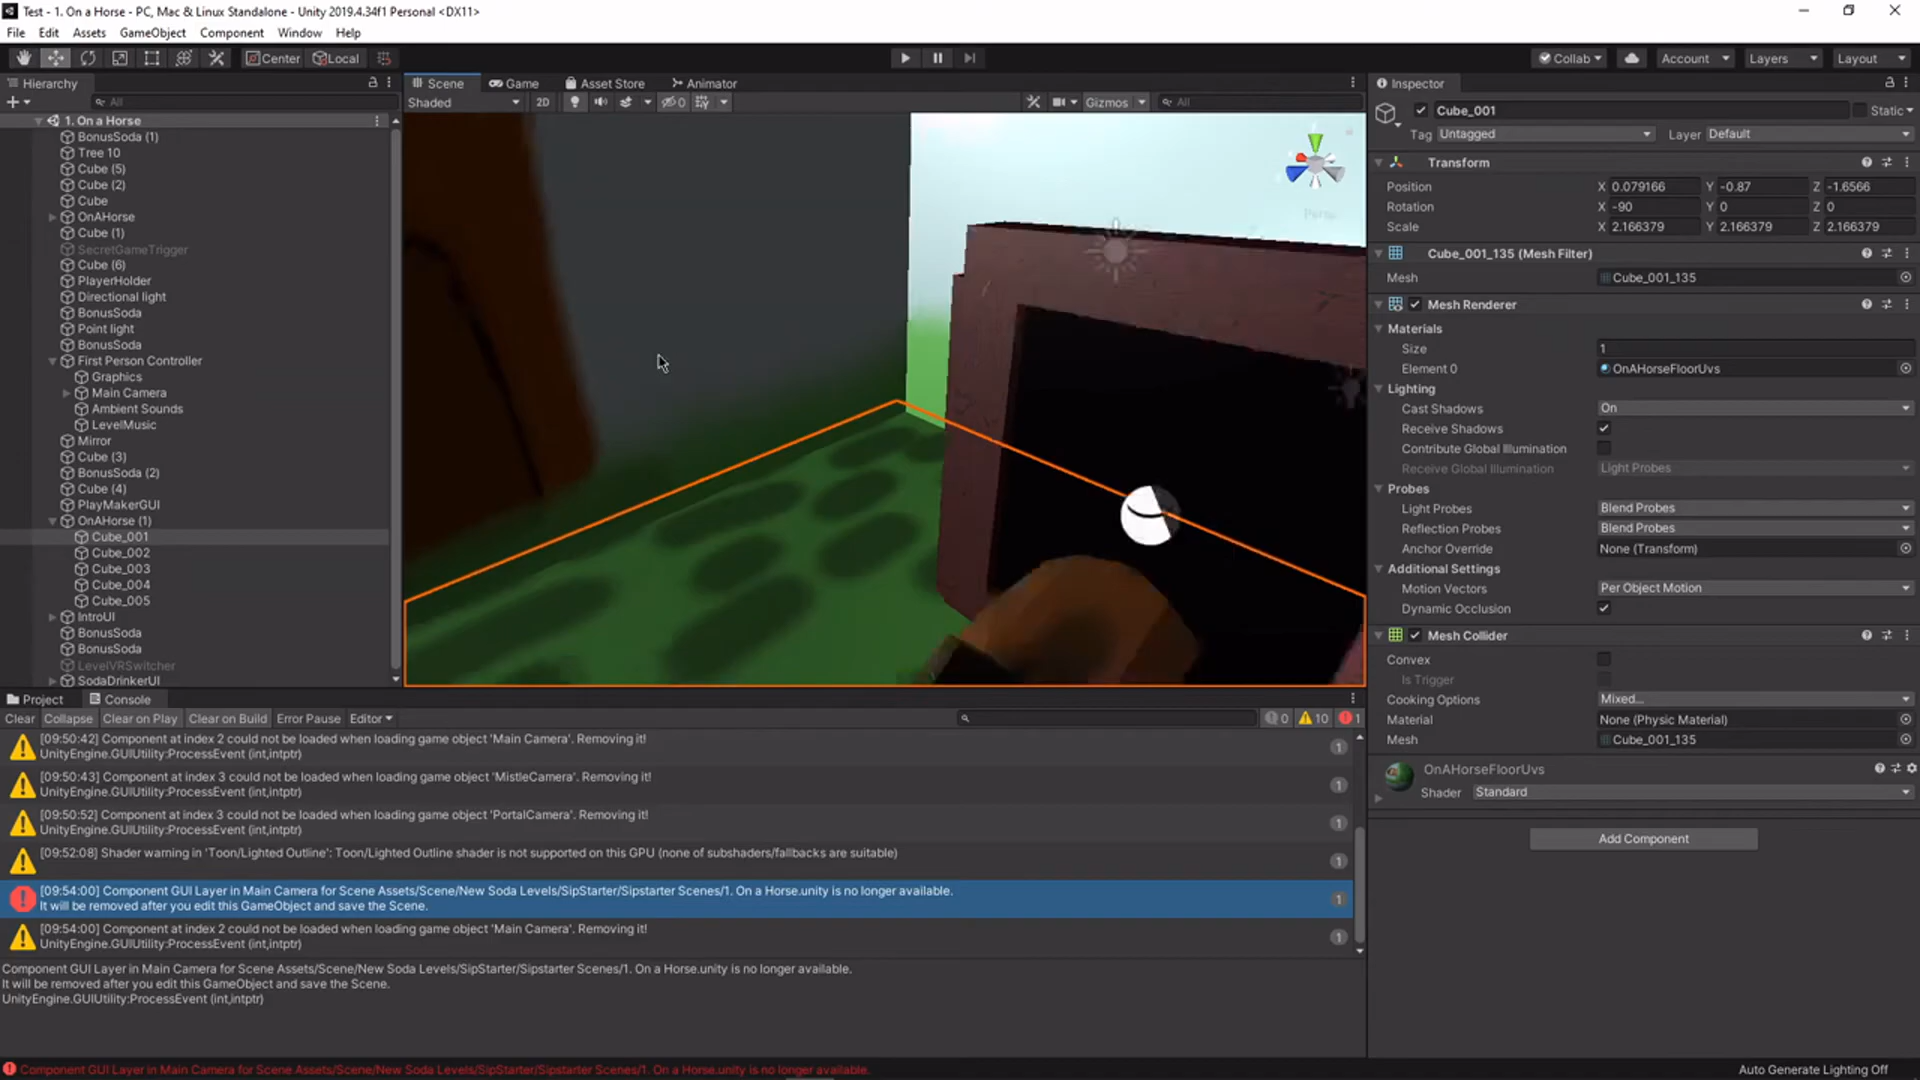 Test - 1. On a Horse - PC, Mac & Linux Standalone - Unity 2019.4.34f1 Personal <DX11>
File Edit Assets GameObject Component Window Help
Center Local Collab Account Layers Layout
Hierarchy
All
1. On a Horse
BonusSoda (1)
Tree 10
Cube (5)
Cube (2)
Cube
OnAHorse
Cube (1)
SecretGameTrigger
Cube (6)
PlayerHolder
Directional light
BonusSoda
Point light
BonusSoda
First Person Controller
Graphics
Main Camera
Ambient Sounds
LevelMusic
Mirror
Cube (3)
BonusSoda (2)
Cube (4)
PlayMakerGUI
OnAHorse (1)
Cube_001
Cube_002
Cube_003
Cube_004
Cube_005
IntroUI
BonusSoda
BonusSoda
LevelVRSwitcher
SodaDrinkerUI
Scene Game Asset Store Animator
Shaded 2D 0 Gizmos All
Persp
Inspector
Cube_001 Static
Tag Untagged Layer Default
Transform
Position X 0.079166 Y -0.87 Z -1.6566
Rotation X -90 Y 0 Z 0
Scale X 2.166379 Y 2.166379 Z 2.166379
Cube_001_135 (Mesh Filter)
Mesh Cube_001_135
Mesh Renderer
Materials
Size 1
Element 0 OnAHorseFloorUvs
Lighting
Cast Shadows On
Receive Shadows
Contribute Global Illumination
Receive Global Illumination Light Probes
Probes
Light Probes Blend Probes
Reflection Probes Blend Probes
Anchor Override None (Transform)
Additional Settings
Motion Vectors Per Object Motion
Dynamic Occlusion
Mesh Collider
Convex
Is Trigger
Cooking Options Mixed...
Material None (Physic Material)
Mesh Cube_001_135
OnAHorseFloorUvs
Shader Standard
Add Component
Project Console
Clear Collapse Clear on Play Clear on Build Error Pause Editor 0 10 1
[09:50:42] Component at index 2 could not be loaded when loading game object 'Main Camera'. Removing it!
UnityEngine.GUIUtility:ProcessEvent (int,intptr) 1
[09:50:43] Component at index 3 could not be loaded when loading game object 'MistleCamera'. Removing it!
UnityEngine.GUIUtility:ProcessEvent (int,intptr) 1
[09:50:52] Component at index 3 could not be loaded when loading game object 'PortalCamera'. Removing it!
UnityEngine.GUIUtility:ProcessEvent (int,intptr) 1
[09:52:08] Shader warning in 'Toon/Lighted Outline': Toon/Lighted Outline shader is not supported on this GPU (none of subshaders/fallbacks are suitable) 1
[09:54:00] Component GUI Layer in Main Camera for Scene Assets/Scene/New Soda Levels/SipStarter/Sipstarter Scenes/1. On a Horse.unity is no longer available.
It will be removed after you edit this GameObject and save the Scene. 1
[09:54:00] Component at index 2 could not be loaded when loading game object 'Main Camera'. Removing it!
UnityEngine.GUIUtility:ProcessEvent (int,intptr) 1
Component GUI Layer in Main Camera for Scene Assets/Scene/New Soda Levels/SipStarter/Sipstarter Scenes/1. On a Horse.unity is no longer available.
It will be removed after you edit this GameObject and save the Scene.
UnityEngine.GUIUtility:ProcessEvent (int,intptr)
Component GUI Layer in Main Camera for Scene Assets/Scene/New Soda Levels/SipStarter/Sipstarter Scenes/1. On a Horse.unity is no longer available.
Auto Generate Lighting Off